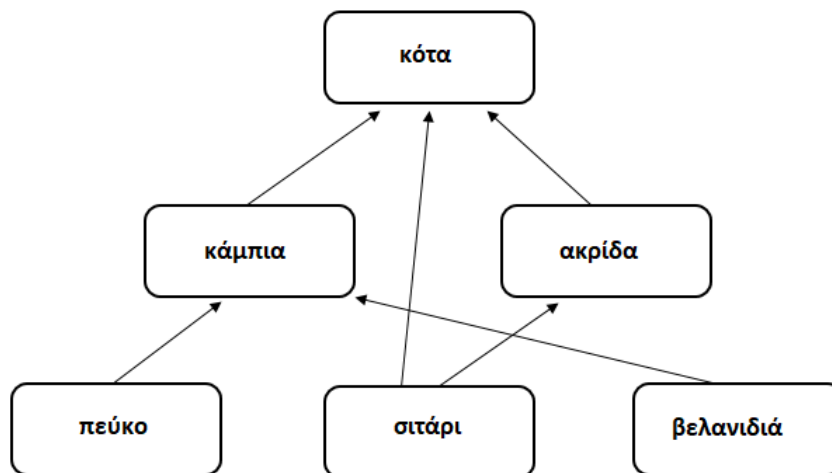 κότα
κάμπια
ακρίδα
πεύκο
σιτάρι
βελανιδιά